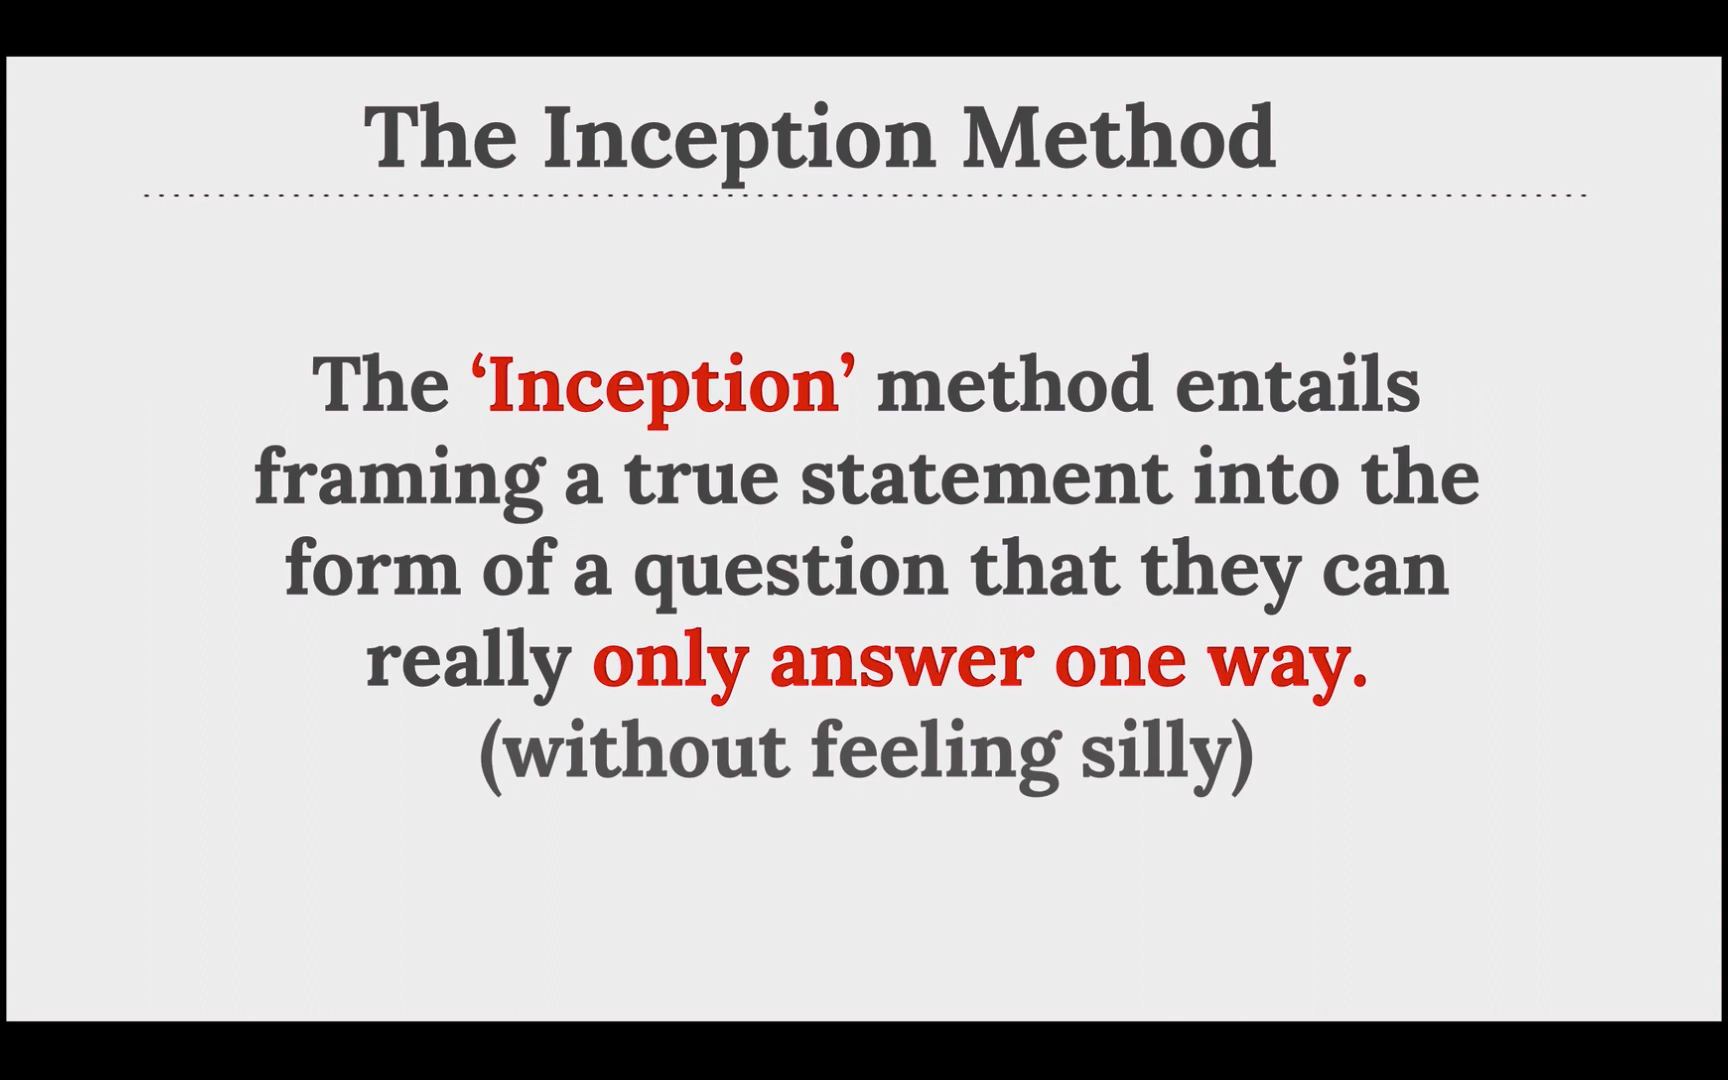 The Inception Method
The ‘Inception’ method entails
framing a true statement into the
form of a question that they can
really only answer one way.
(without feeling silly)